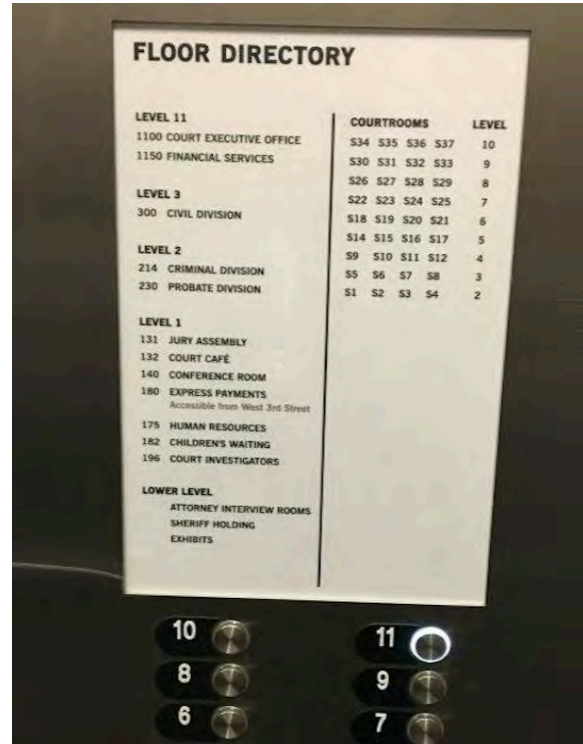 FLOOR DIRECTORY
LEVEL 11
1100 COURT EXECUTIVE OFFICE
1150 FINANCIAL SERVICES
LEVEL 3
300 CIVIL DIVISION
LEVEL 2
214 CRIMINAL DIVISION
230 PROBATE DIVISION
LEVEL 1
131 JURY ASSEMBLY
132 COURT CAFÉ
140 CONFERENCE ROOM
180 EXPRESS PAYMENTS
Accessible from West 3rd Street
175 HUMAN RESOURCES
182 CHILDREN'S WAITING
196 COURT INVESTIGATORS
LOWER LEVEL
ATTORNEY INTERVIEW ROOMS
SHERIFF HOLDING
EXHIBITS
COURTROOMS LEVEL
S34 S35 S36 S37 10
S30 S31 S32 S33 9
S26 S27 S28 S29 8
S22 S23 S24 S25 7
S18 S19 S20 S21 6
S14 S15 S16 S17 5
S9 S10 S11 S12 4
S5 S6 S7 S8 3
S1 S2 S3 S4 2
10 11
8 9
6 7